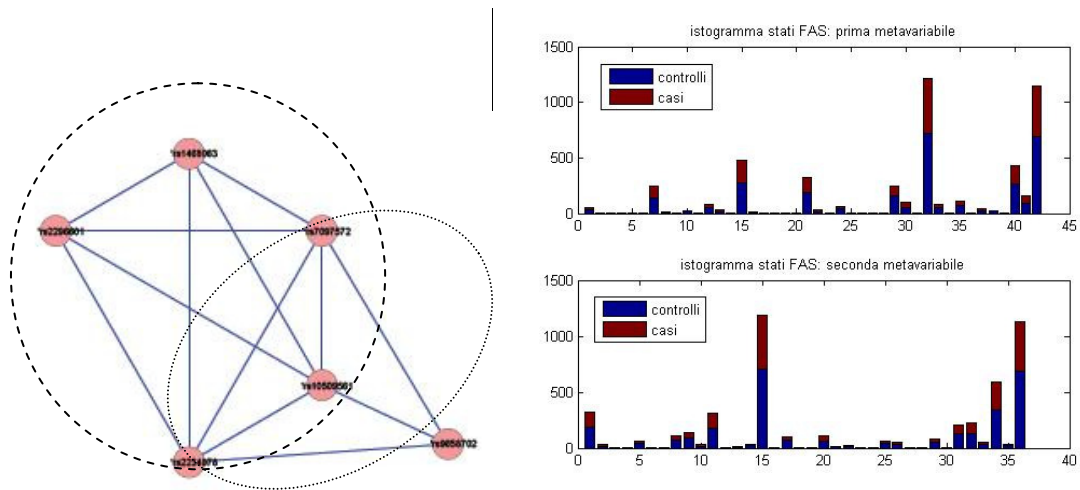 istogramma stati FAS: prima metavariabile
1500
1000
500
0
controlli
casi
0 5 10 15 20 25 30 35 40 45
istogramma stati FAS: seconda metavariabile
1500
1000
500
0
controlli
casi
0 5 10 15 20 25 30 35 40
rs7097572